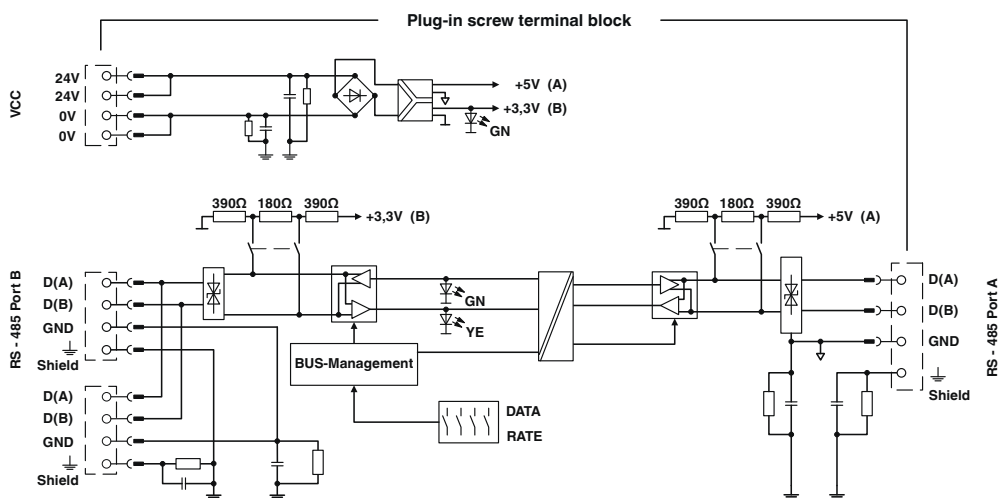 Plug-in screw terminal block
VCC
24V
24V
0V
0V
+5V (A)
+3,3V (B)
GN
390Ω 180Ω 390Ω
+3,3V (B)
390Ω 180Ω 390Ω
+5V (A)
RS - 485 Port B
D(A)
D(B)
GND
Shield
D(A)
D(B)
GND
Shield
GN
YE
BUS-Management
DATA
RATE
D(A)
D(B)
GND
Shield
RS - 485 Port A